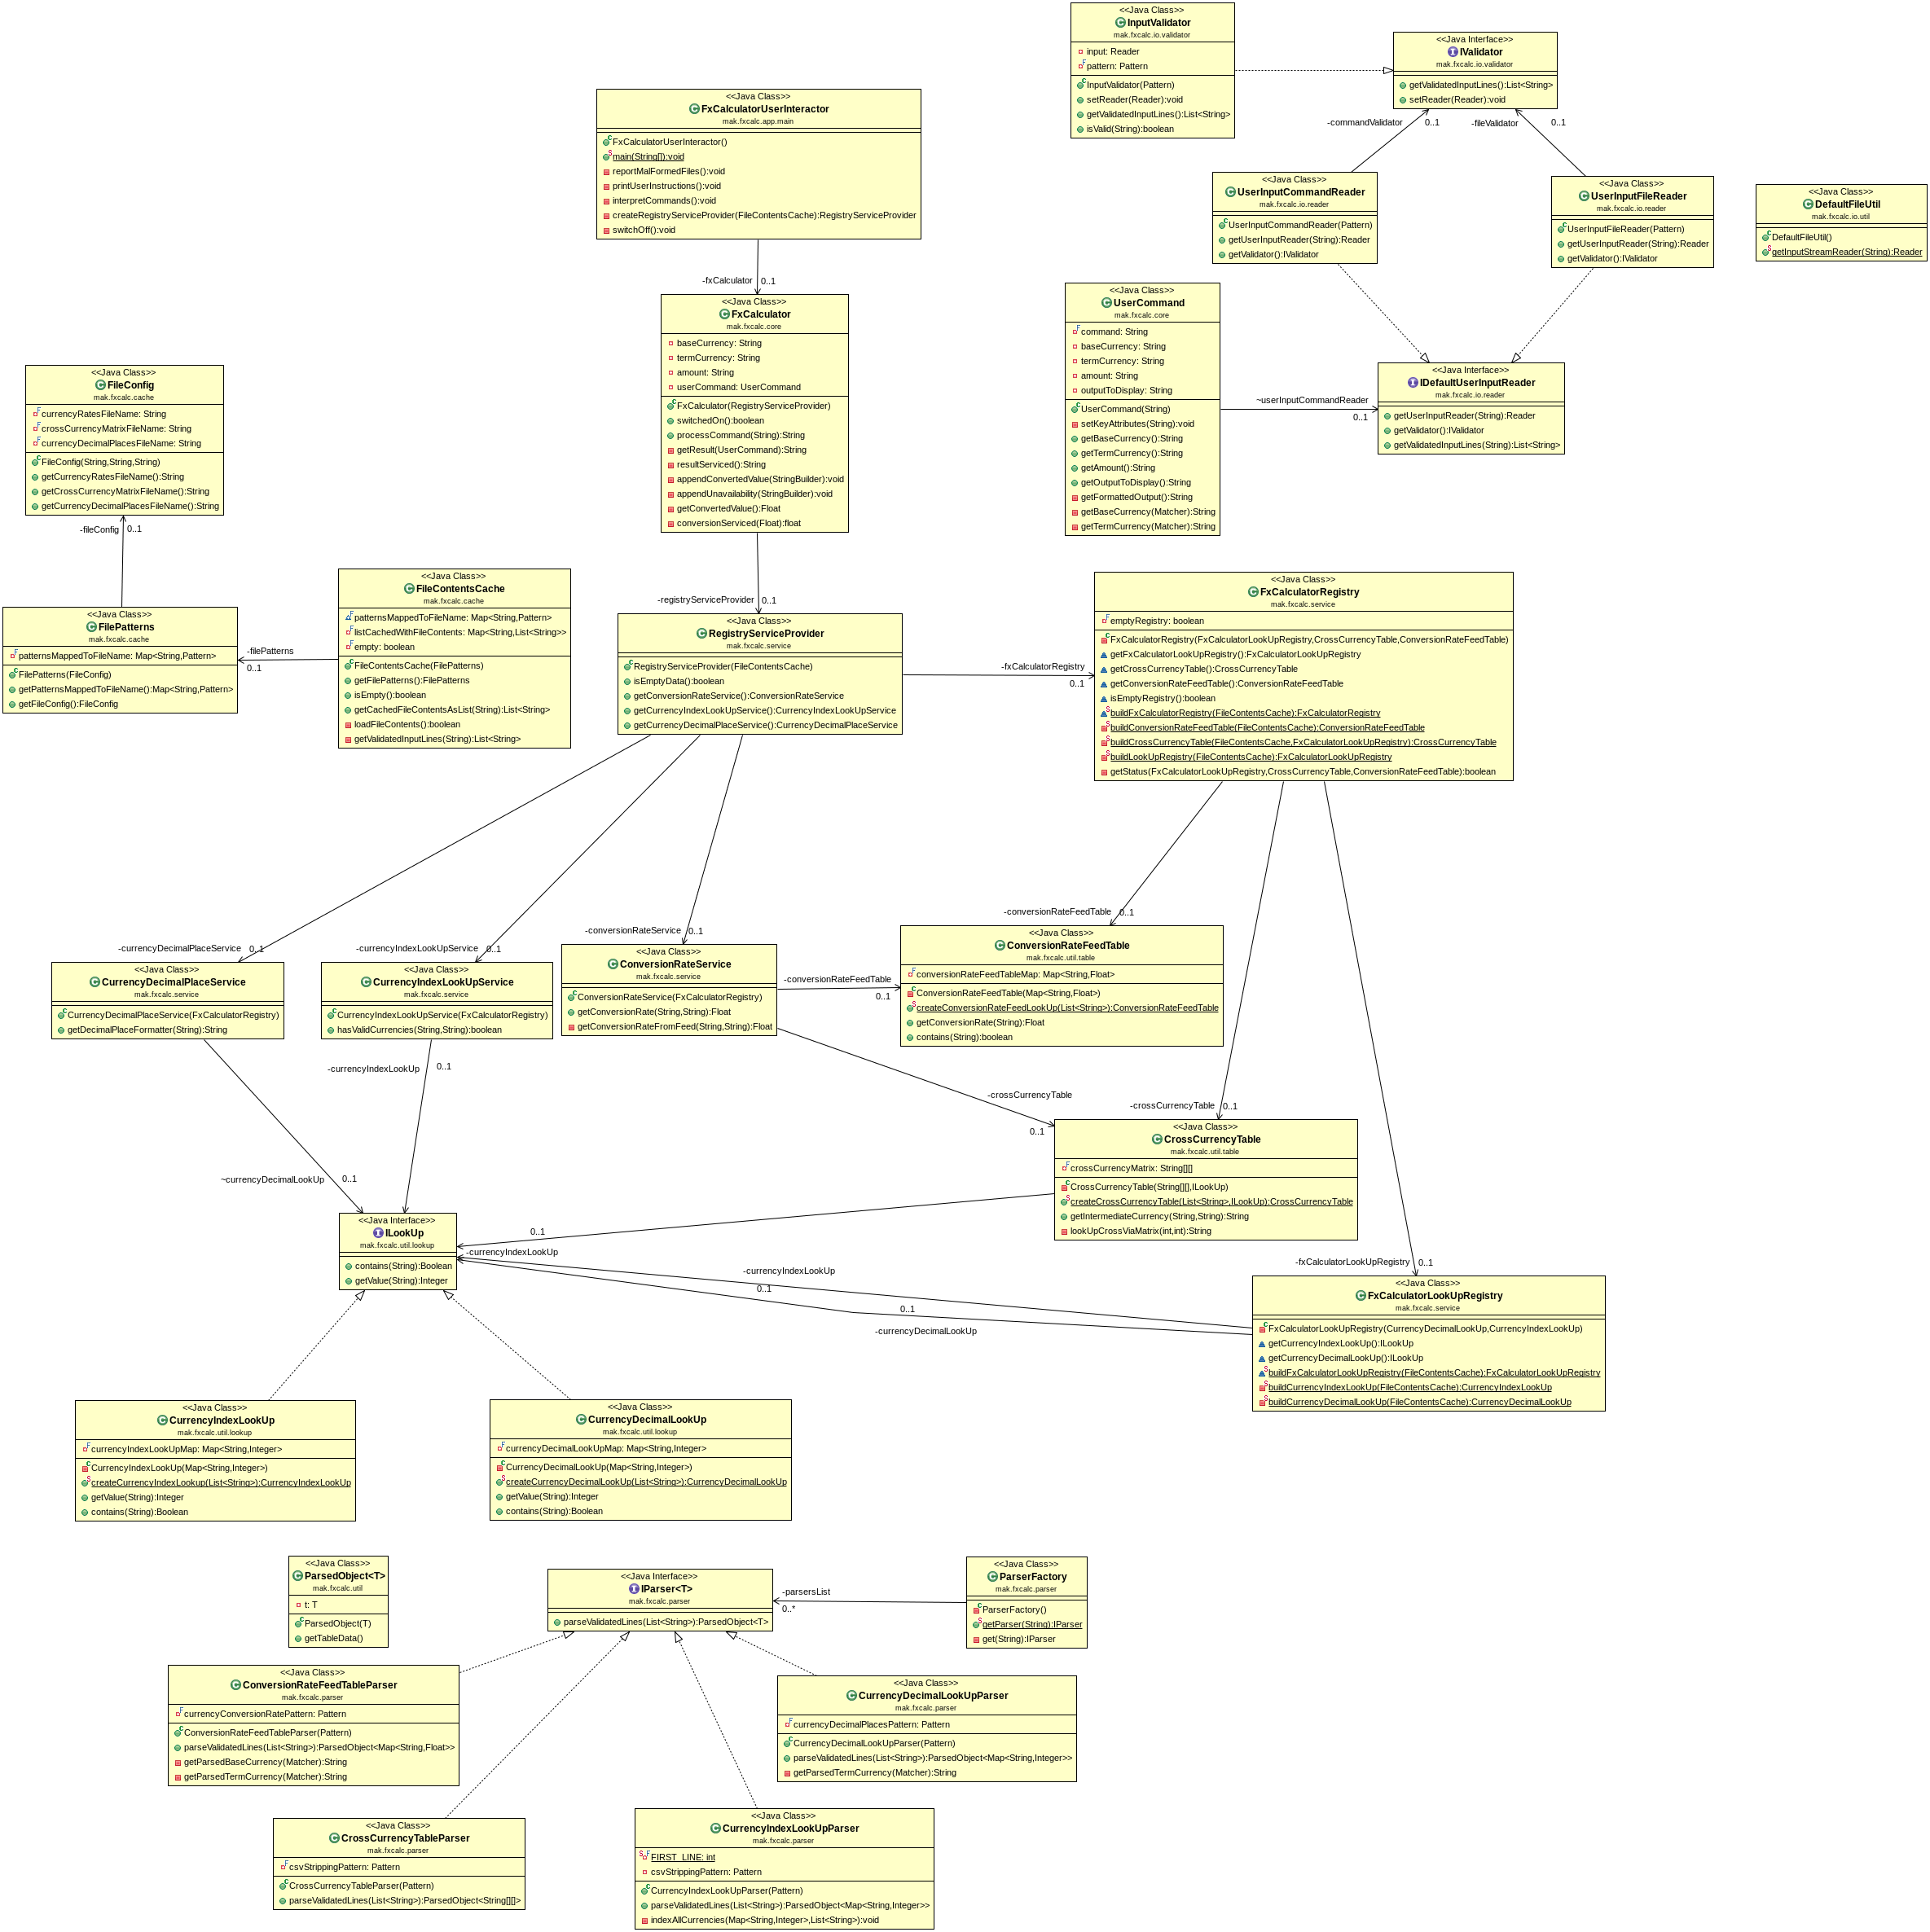 <<Java Class>>
InputValidator
mak.fxcalc.io.validator
input: Reader
pattern: Pattern
InputValidator(Pattern)
setReader(Reader):void
getValidatedInputLines():List<String>
isValid(String):boolean
<<Java Interface>>
IValidator
mak.fxcalc.io.validator
getValidatedInputLines():List<String>
setReader(Reader):void
-commandValidator
0..1
-fileValidator
0..1
<<Java Class>>
FxCalculatorUserInteractor
mak.fxcalc.app.main
FxCalculatorUserInteractor()
main(String[]):void
reportMalFormedFiles():void
printUserInstructions():void
interpretCommands():void
createRegistryServiceProvider(FileContentsCache):RegistryServiceProvider
switchOff():void
<<Java Class>>
UserInputCommandReader
mak.fxcalc.io.reader
UserInputCommandReader(Pattern)
getUserInputReader(String):Reader
getValidator():IValidator
<<Java Class>>
UserInputFileReader
mak.fxcalc.io.reader
UserInputFileReader(Pattern)
getUserInputReader(String):Reader
getValidator():IValidator
<<Java Class>>
DefaultFileUtil
mak.fxcalc.io.util
DefaultFileUtil()
getInputStreamReader(String):Reader
-fxCalculator
0..1
<<Java Class>>
FxCalculator
mak.fxcalc.core
baseCurrency: String
termCurrency: String
amount: String
userCommand: UserCommand
FxCalculator(RegistryServiceProvider)
switchedOn():boolean
processCommand(String):String
getResult(UserCommand):String
resultServiced():String
appendConvertedValue(StringBuilder):void
appendUnavailability(StringBuilder):void
getConvertedValue():Float
conversionServiced(Float):float
<<Java Class>>
UserCommand
mak.fxcalc.core
command: String
baseCurrency: String
termCurrency: String
amount: String
outputToDisplay: String
UserCommand(String)
setKeyAttributes(String):void
getBaseCurrency():String
getTermCurrency():String
getAmount():String
getOutputToDisplay():String
getFormattedOutput():String
getBaseCurrency(Matcher):String
getTermCurrency(Matcher):String
~userInputCommandReader
0..1
<<Java Interface>>
IDefaultUserInputReader
mak.fxcalc.io.reader
getUserInputReader(String):Reader
getValidator():IValidator
getValidatedInputLines(String):List<String>
<<Java Class>>
FileConfig
mak.fxcalc.cache
currencyRatesFileName: String
crossCurrencyMatrixFileName: String
currencyDecimalPlacesFileName: String
FileConfig(String,String,String)
getCurrencyRatesFileName():String
getCrossCurrencyMatrixFileName():String
getCurrencyDecimalPlacesFileName():String
-fileConfig
0..1
<<Java Class>>
FilePatterns
mak.fxcalc.cache
patternsMappedToFileName: Map<String,Pattern>
FilePatterns(FileConfig)
getPatternsMappedToFileName():Map<String,Pattern>
getFileConfig():FileConfig
-filePatterns
0..1
<<Java Class>>
FileContentsCache
mak.fxcalc.cache
patternsMappedToFileName: Map<String,Pattern>
listCachedWithFileContents: Map<String,List<String>>
empty: boolean
FileContentsCache(FilePatterns)
getFilePatterns():FilePatterns
isEmpty():boolean
getCachedFileContentsAsList(String):List<String>
loadFileContents():boolean
getValidatedInputLines(String):List<String>
-registryServiceProvider
0..1
<<Java Class>>
RegistryServiceProvider
mak.fxcalc.service
RegistryServiceProvider(FileContentsCache)
isEmptyData():boolean
getConversionRateService():ConversionRateService
getCurrencyIndexLookUpService():CurrencyIndexLookUpService
getCurrencyDecimalPlaceService():CurrencyDecimalPlaceService
-fxCalculatorRegistry
0..1
<<Java Class>>
FxCalculatorRegistry
mak.fxcalc.service
emptyRegistry: boolean
FxCalculatorRegistry(FxCalculatorLookUpRegistry,CrossCurrencyTable,ConversionRateFeedTable)
getFxCalculatorLookUpRegistry():FxCalculatorLookUpRegistry
getCrossCurrencyTable():CrossCurrencyTable
getConversionRateFeedTable():ConversionRateFeedTable
isEmptyRegistry():boolean
buildFxCalculatorRegistry(FileContentsCache):FxCalculatorRegistry
buildConversionRateFeedTable(FileContentsCache):ConversionRateFeedTable
buildCrossCurrencyTable(FileContentsCache,FxCalculatorLookUpRegistry):CrossCurrencyTable
buildLookUpRegistry(FileContentsCache):FxCalculatorLookUpRegistry
getStatus(FxCalculatorLookUpRegistry,CrossCurrencyTable,ConversionRateFeedTable):boolean
-currencyDecimalPlaceService
0..1
-currencyIndexLookUpService
0..1
-conversionRateService
0..1
-conversionRateFeedTable
0..1
<<Java Class>>
CurrencyDecimalPlaceService
mak.fxcalc.service
CurrencyDecimalPlaceService(FxCalculatorRegistry)
getDecimalPlaceFormatter(String):String
<<Java Class>>
CurrencyIndexLookUpService
mak.fxcalc.service
CurrencyIndexLookUpService(FxCalculatorRegistry)
hasValidCurrencies(String,String):boolean
<<Java Class>>
ConversionRateService
mak.fxcalc.service
ConversionRateService(FxCalculatorRegistry)
getConversionRate(String,String):Float
getConversionRateFromFeed(String,String):Float
-conversionRateFeedTable
0..1
<<Java Class>>
ConversionRateFeedTable
mak.fxcalc.util.table
conversionRateFeedTableMap: Map<String,Float>
ConversionRateFeedTable(Map<String,Float>)
createConversionRateFeedLookUp(List<String>):ConversionRateFeedTable
getConversionRate(String):Float
contains(String):boolean
-currencyIndexLookUp
0..1
-crossCurrencyTable
0..1
-crossCurrencyTable
0..1
<<Java Class>>
CrossCurrencyTable
mak.fxcalc.util.table
crossCurrencyMatrix: String[][]
CrossCurrencyTable(String[][],ILookUp)
createCrossCurrencyTable(List<String>,ILookUp):CrossCurrencyTable
getIntermediateCurrency(String,String):String
lookUpCrossViaMatrix(int,int):String
~currencyDecimalLookUp
0..1
<<Java Interface>>
ILookUp
mak.fxcalc.util.lookup
contains(String):Boolean
getValue(String):Integer
0..1
-currencyIndexLookUp
-currencyIndexLookUp
0..1
0..1
-currencyDecimalLookUp
-fxCalculatorLookUpRegistry
0..1
<<Java Class>>
FxCalculatorLookUpRegistry
mak.fxcalc.service
FxCalculatorLookUpRegistry(CurrencyDecimalLookUp,CurrencyIndexLookUp)
getCurrencyIndexLookUp():ILookUp
getCurrencyDecimalLookUp():ILookUp
buildFxCalculatorLookUpRegistry(FileContentsCache):FxCalculatorLookUpRegistry
buildCurrencyIndexLookUp(FileContentsCache):CurrencyIndexLookUp
buildCurrencyDecimalLookUp(FileContentsCache):CurrencyDecimalLookUp
<<Java Class>>
CurrencyIndexLookUp
mak.fxcalc.util.lookup
currencyIndexLookUpMap: Map<String,Integer>
CurrencyIndexLookUp(Map<String,Integer>)
createCurrencyIndexLookup(List<String>):CurrencyIndexLookUp
getValue(String):Integer
contains(String):Boolean
<<Java Class>>
CurrencyDecimalLookUp
mak.fxcalc.util.lookup
currencyDecimalLookUpMap: Map<String,Integer>
CurrencyDecimalLookUp(Map<String,Integer>)
createCurrencyDecimalLookUp(List<String>):CurrencyDecimalLookUp
getValue(String):Integer
contains(String):Boolean
<<Java Class>>
ParsedObject<T>
mak.fxcalc.util
t: T
ParsedObject(T)
getTableData()
<<Java Interface>>
IParser<T>
mak.fxcalc.parser
parseValidatedLines(List<String>):ParsedObject<T>
-parsersList
0..*
<<Java Class>>
ParserFactory
mak.fxcalc.parser
ParserFactory()
getParser(String):IParser
get(String):IParser
<<Java Class>>
ConversionRateFeedTableParser
mak.fxcalc.parser
currencyConversionRatePattern: Pattern
ConversionRateFeedTableParser(Pattern)
parseValidatedLines(List<String>):ParsedObject<Map<String,Float>>
getParsedBaseCurrency(Matcher):String
getParsedTermCurrency(Matcher):String
<<Java Class>>
CurrencyDecimalLookUpParser
mak.fxcalc.parser
currencyDecimalPlacesPattern: Pattern
CurrencyDecimalLookUpParser(Pattern)
parseValidatedLines(List<String>):ParsedObject<Map<String,Integer>>
getParsedTermCurrency(Matcher):String
<<Java Class>>
CrossCurrencyTableParser
mak.fxcalc.parser
csvStrippingPattern: Pattern
CrossCurrencyTableParser(Pattern)
parseValidatedLines(List<String>):ParsedObject<String[][]>
<<Java Class>>
CurrencyIndexLookUpParser
mak.fxcalc.parser
FIRST_LINE: int
csvStrippingPattern: Pattern
CurrencyIndexLookUpParser(Pattern)
parseValidatedLines(List<String>):ParsedObject<Map<String,Integer>>
indexAllCurrencies(Map<String,Integer>,List<String>):void